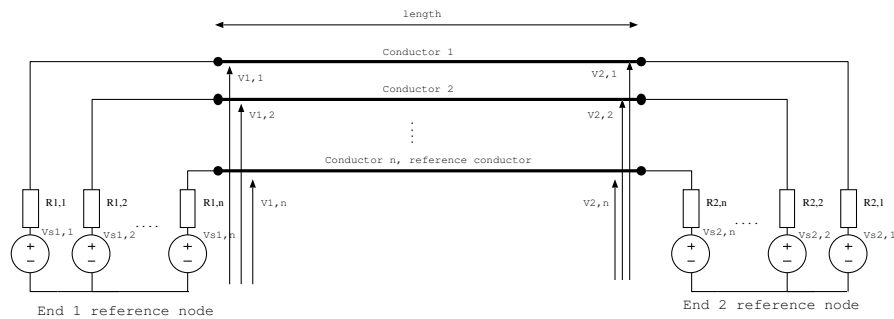 length
Conductor 1
V1,1
V2,1
Conductor 2
V1,2
V2,2
. . . .
Conductor n, reference conductor
R1,1
R1,2
R1,n
V1,n
V2,n
R2,n
R2,2
R2,1
Vs1,1
Vs1,2
....
Vs1,n
Vs2,n
....
Vs2,2
Vs2,1
+
+
+
+
+
+
−
−
−
−
−
−
End 1 reference node
End 2 reference node